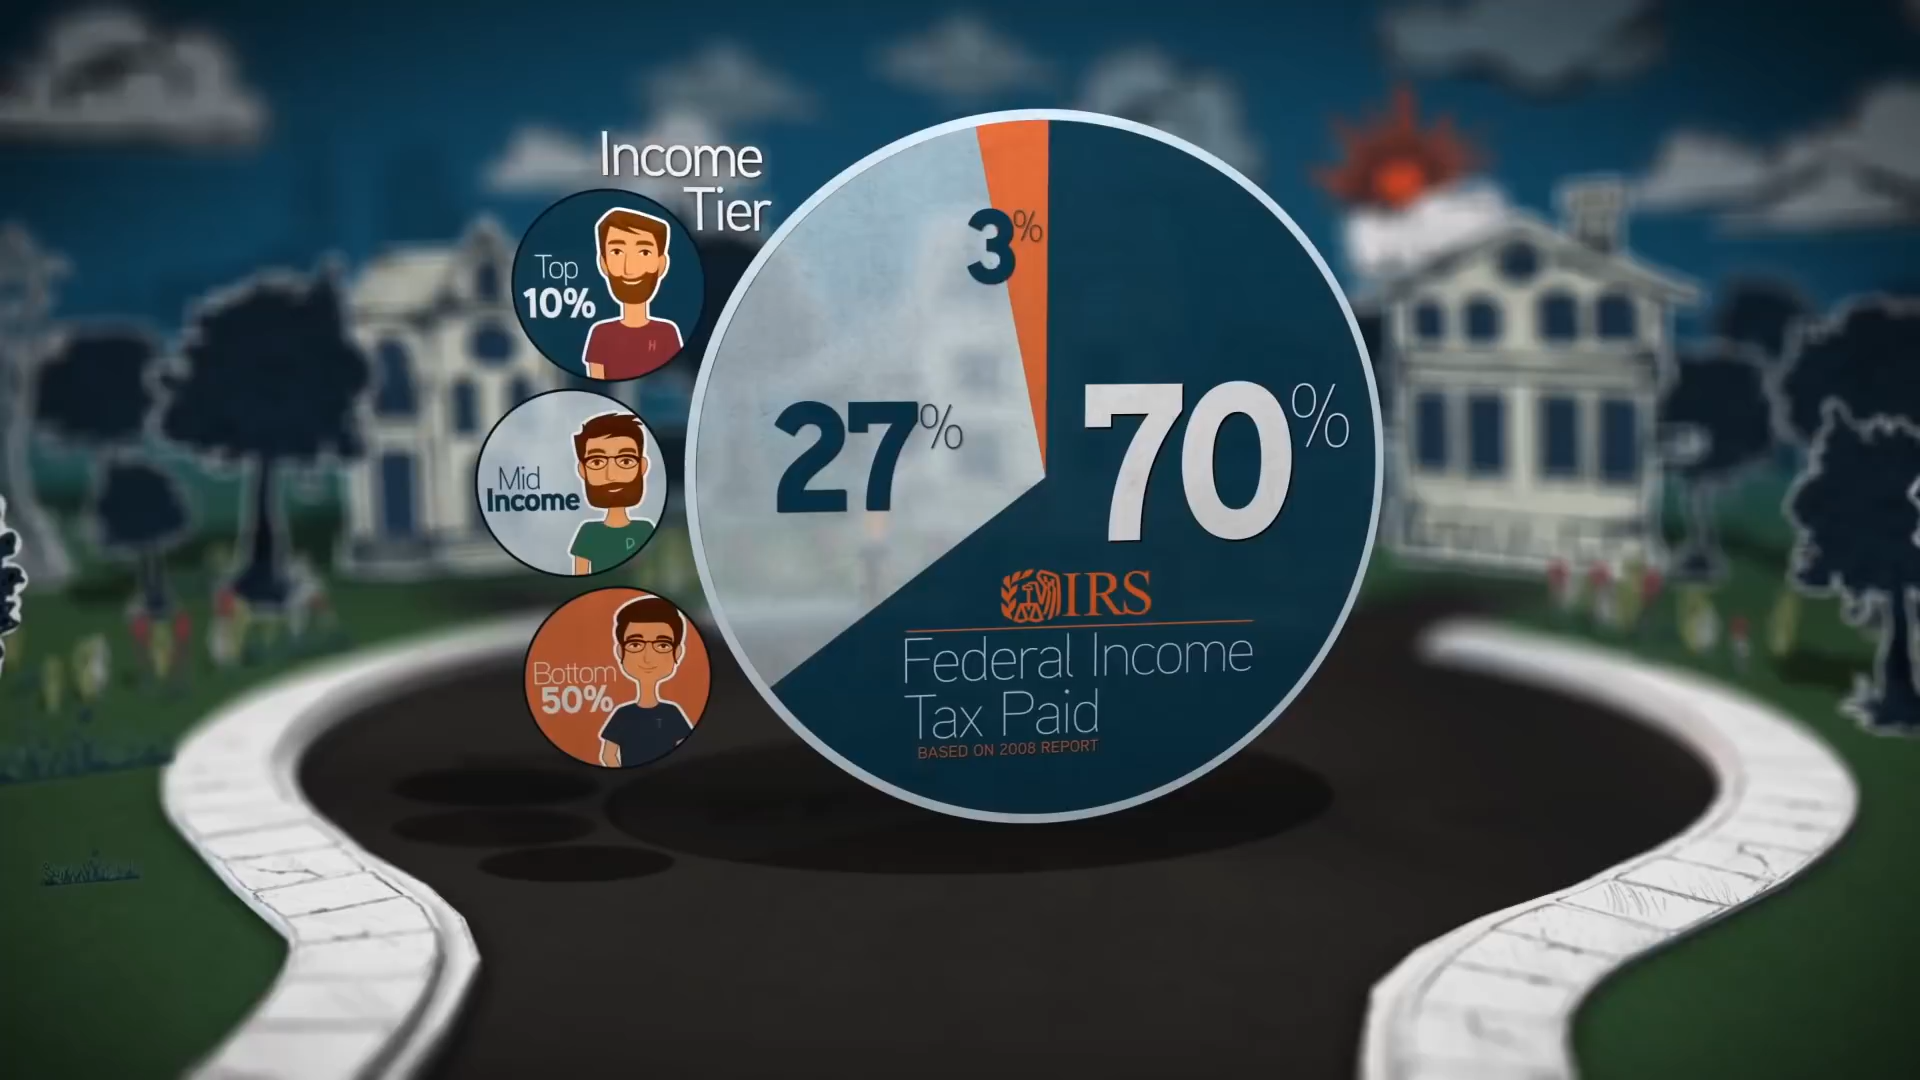 Income
Tier
Top
10%
H
Mid
Income
D
Bottom
50%
T
3%
27%
70%
IRS
Federal Income
Tax Paid
BASED ON 2008 REPORT